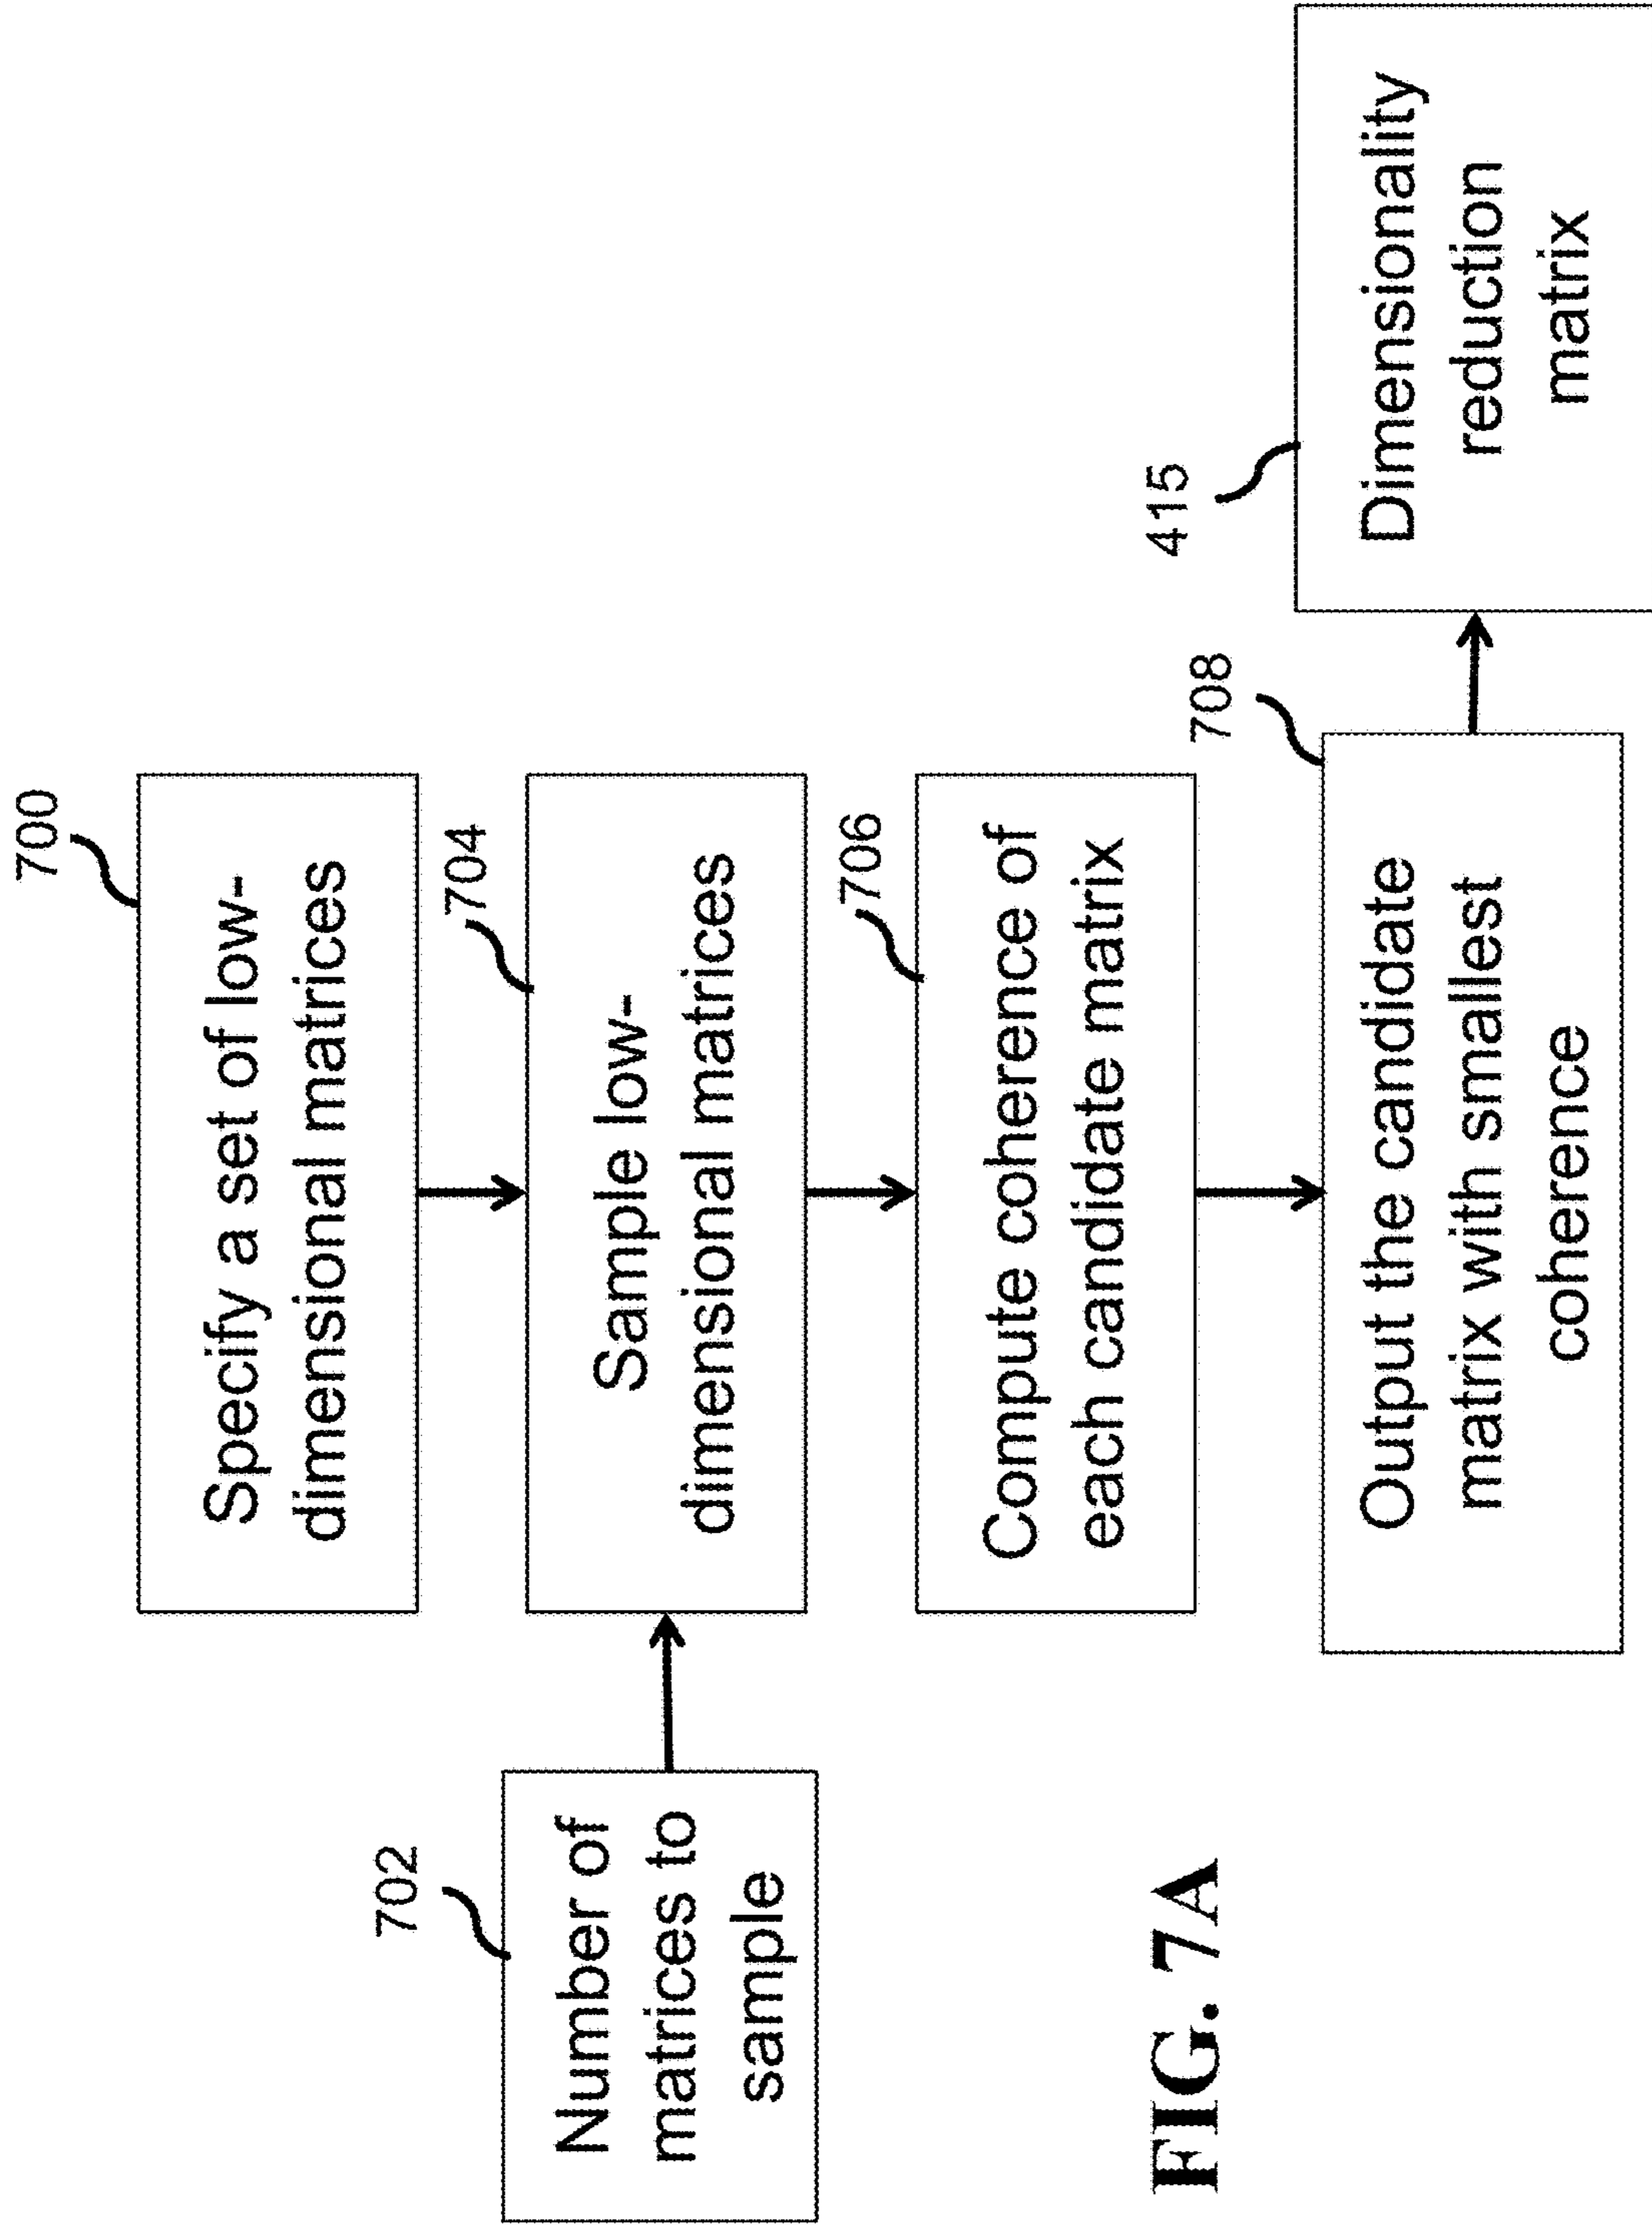 700
Specify a set of low-
dimensional matrices
702
Number of
matrices to
sample
704
Sample low-
dimensional matrices
706
Compute coherence of
each candidate matrix
708
Output the candidate
matrix with smallest
coherence
415
Dimensionality
reduction
matrix
FIG. 7A